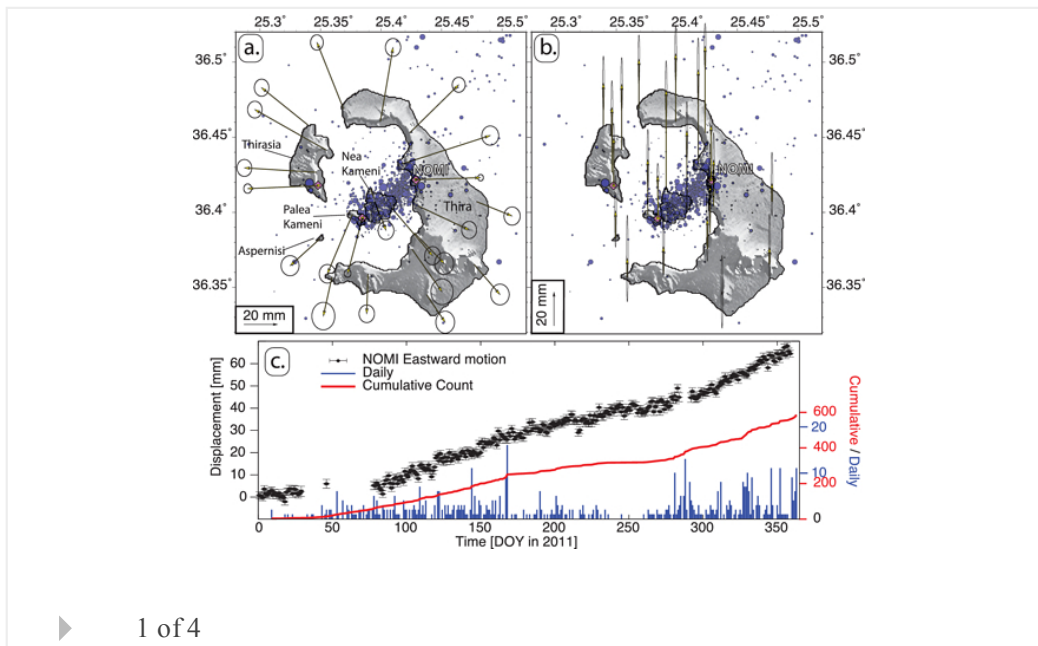 25.3˚ 25.35˚ 25.4˚ 25.45˚ 25.5˚
25.3˚ 25.35˚ 25.4˚ 25.45˚ 25.5˚
a.
b.
36.5˚
36.5˚
36.45˚
36.45˚
Thirasia
Nea
Kameni
NOMI
NOMI
36.4˚
36.4˚
Palea
Kameni
Thira
Aspernisi
36.35˚
36.35˚
20 mm
20 mm
c.
NOMI Eastward motion
Daily
Cumulative Count
Displacement [mm]
60
50
40
30
20
10
0
Cumulative / Daily
600
20
400
10
200
0
0 50 100 150 200 250 300 350
Time [DOY in 2011]
1 of 4